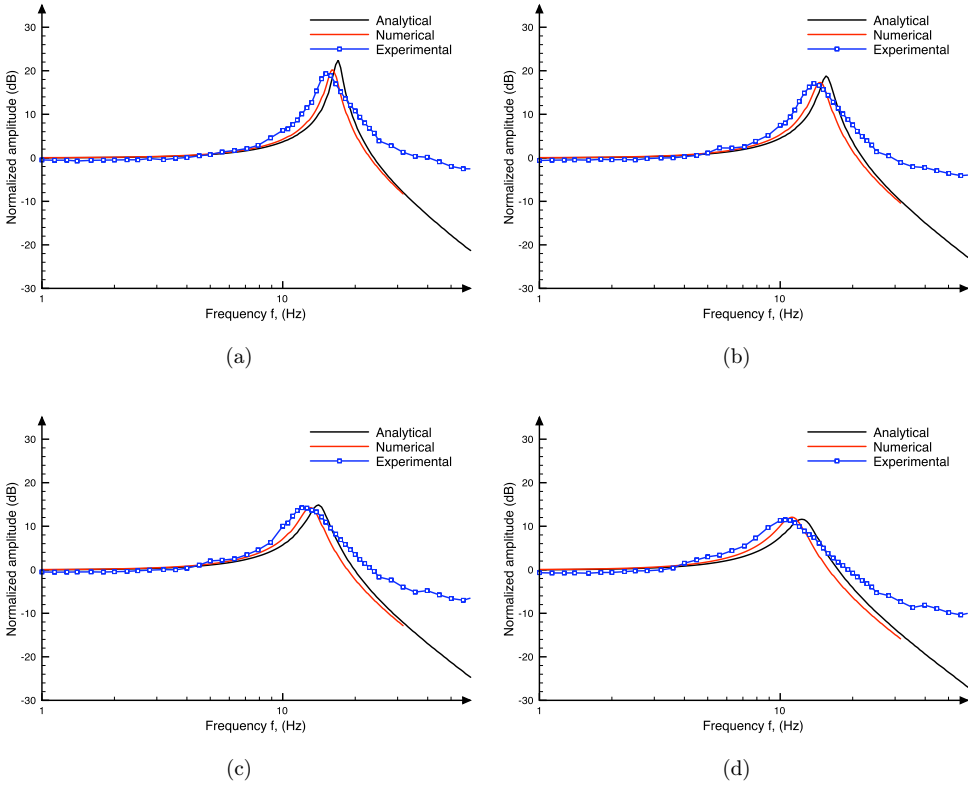 Analytical
Numerical
Experimental
Normalized amplitude (dB)
30
20
10
0
-10
-20
-30
1
10
Frequency f, (Hz)
(a)
Analytical
Numerical
Experimental
Normalized amplitude (dB)
30
20
10
0
-10
-20
-30
1
10
Frequency f, (Hz)
(b)
Analytical
Numerical
Experimental
Normalized amplitude (dB)
30
20
10
0
-10
-20
-30
1
10
Frequency f, (Hz)
(c)
Analytical
Numerical
Experimental
Normalized amplitude (dB)
30
20
10
0
-10
-20
-30
1
10
Frequency f, (Hz)
(d)